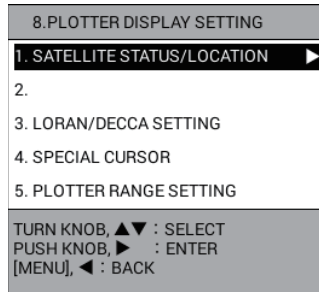 8.PLOTTER DISPLAY SETTING
1. SATELLITE STATUS/LOCATION ▶
2.
3. LORAN/DECCA SETTING
4. SPECIAL CURSOR
5. PLOTTER RANGE SETTING
TURN KNOB, ▲▼ : SELECT
PUSH KNOB, ▶ : ENTER
[MENU], ◀ : BACK